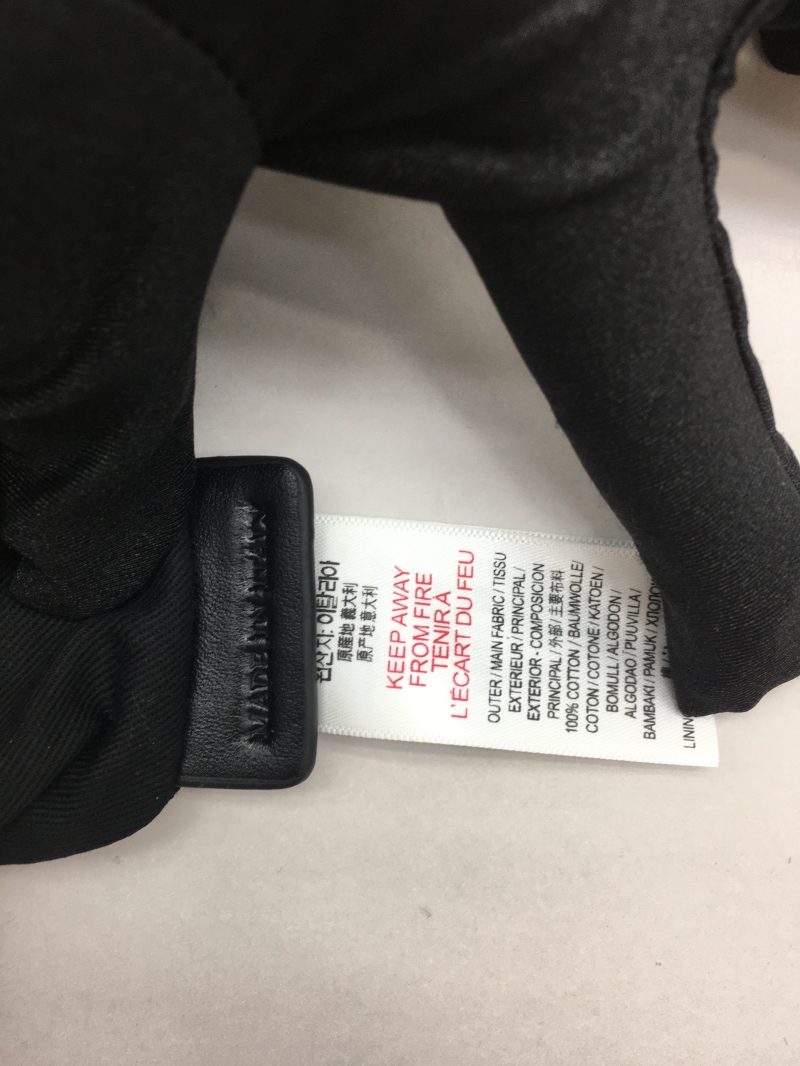 MADE IN ITALY
원산지: 이탈리아
原產地 義大利
原产地 意大利
KEEP AWAY
FROM FIRE
TENIR À
L'ÉCART DU FEU
OUTER / MAIN FABRIC / TISSU
EXTERIEUR / PRINCIPAL /
EXTERIOR - COMPOSICION
PRINCIPAL / 外部 / 主要布料
100% COTTON / BAUMWOLLE/
COTON / COTONE / KATOEN /
BOMULL / ALGODON /
ALGODAO / PUUVILLA /
BAMBAKI / PAMUK / ХЛОПОК